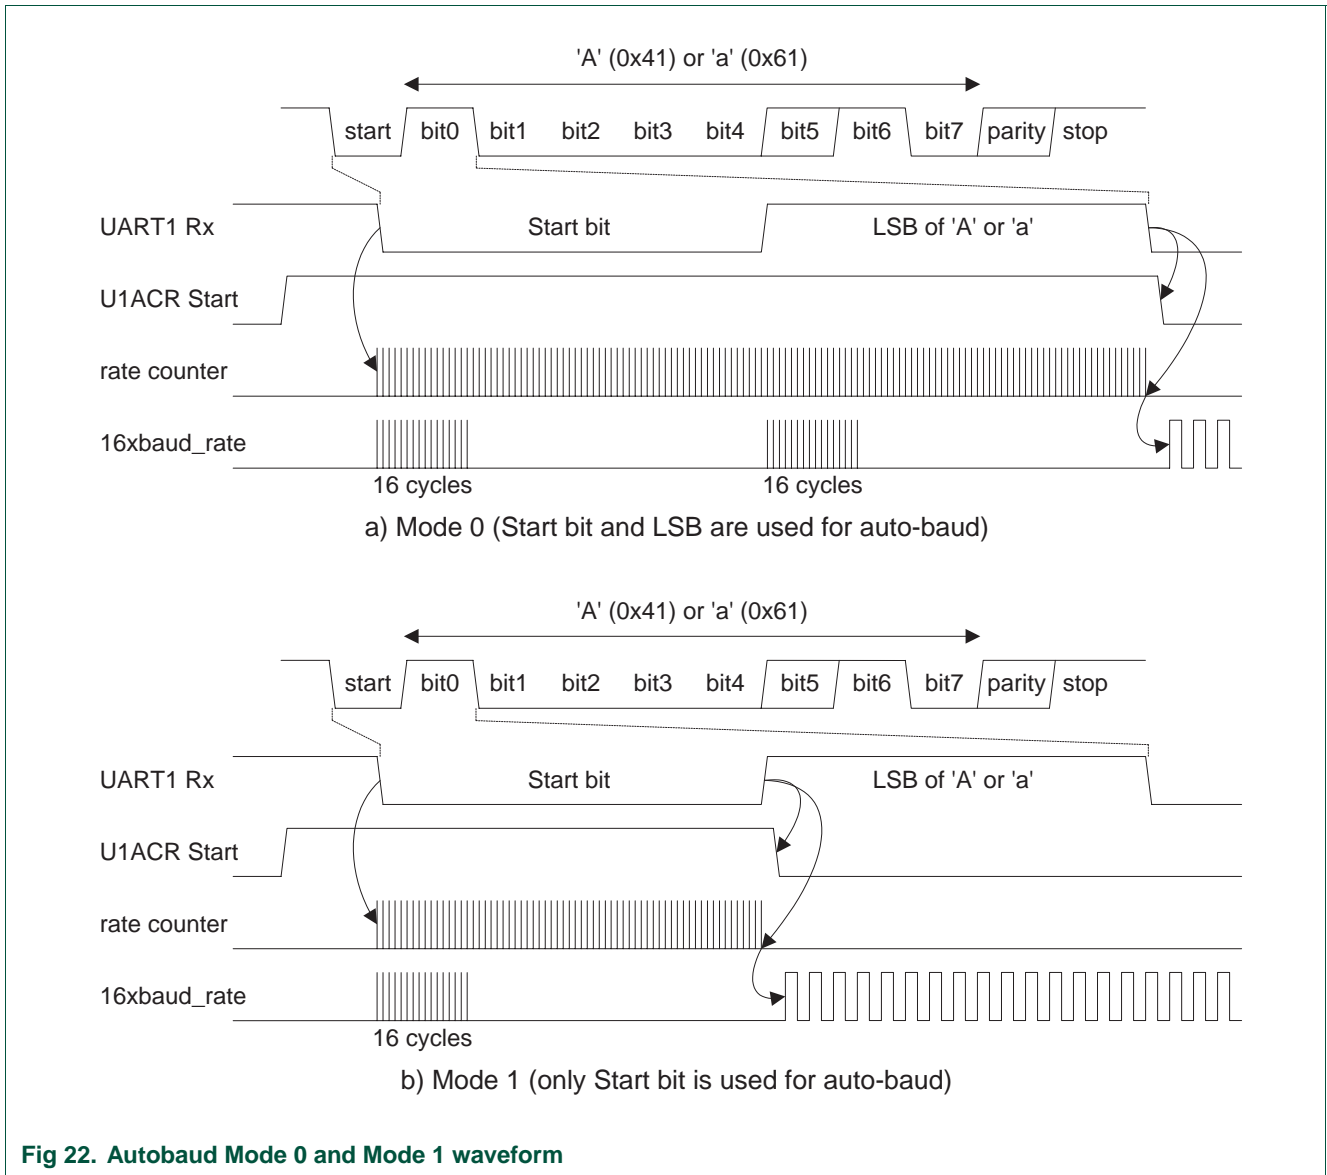 'A' (0x41) or 'a' (0x61)
start bit0 bit1 bit2 bit3 bit4 bit5 bit6 bit7 parity stop
UART1 Rx Start bit LSB of 'A' or 'a'
U1ACR Start
rate counter
16xbaud_rate
16 cycles 16 cycles
a) Mode 0 (Start bit and LSB are used for auto-baud)
'A' (0x41) or 'a' (0x61)
start bit0 bit1 bit2 bit3 bit4 bit5 bit6 bit7 parity stop
UART1 Rx Start bit LSB of 'A' or 'a'
U1ACR Start
rate counter
16xbaud_rate
16 cycles
b) Mode 1 (only Start bit is used for auto-baud)
Fig 22. Autobaud Mode 0 and Mode 1 waveform